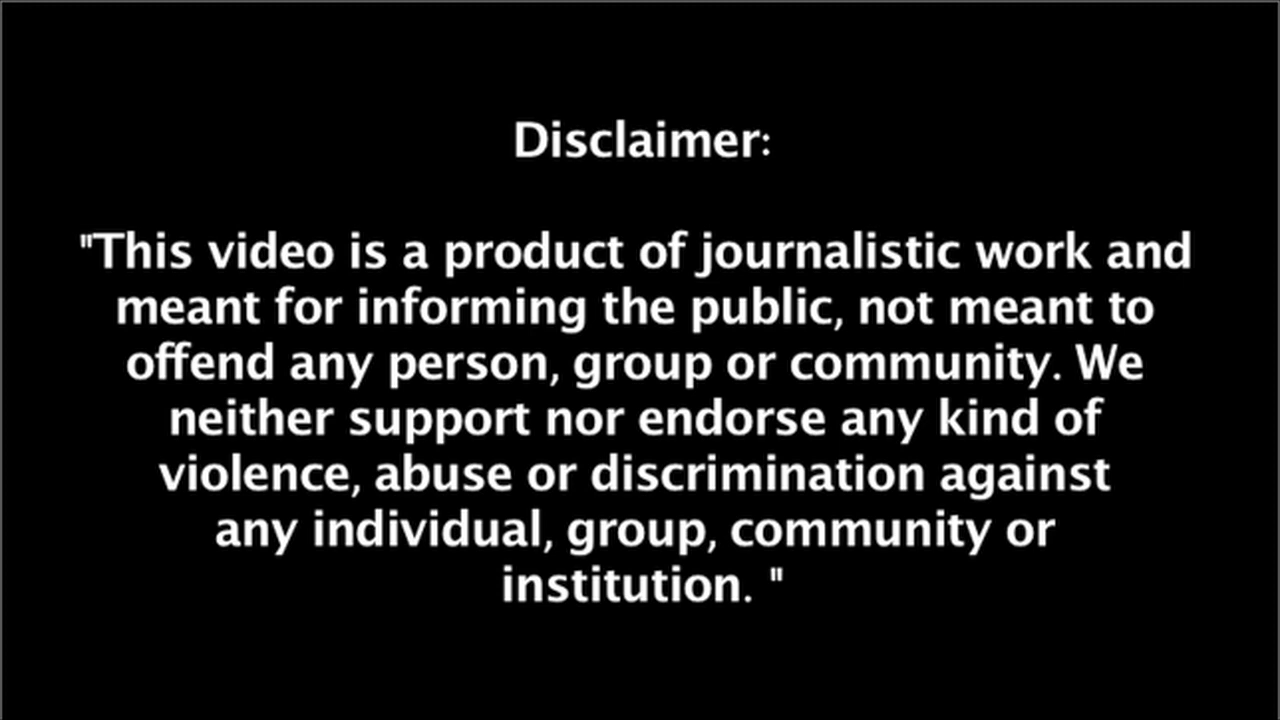 Disclaimer:
"This video is a product of journalistic work and
meant for informing the public, not meant to
offend any person, group or community. We
neither support nor endorse any kind of
violence, abuse or discrimination against
any individual, group, community or
institution. "